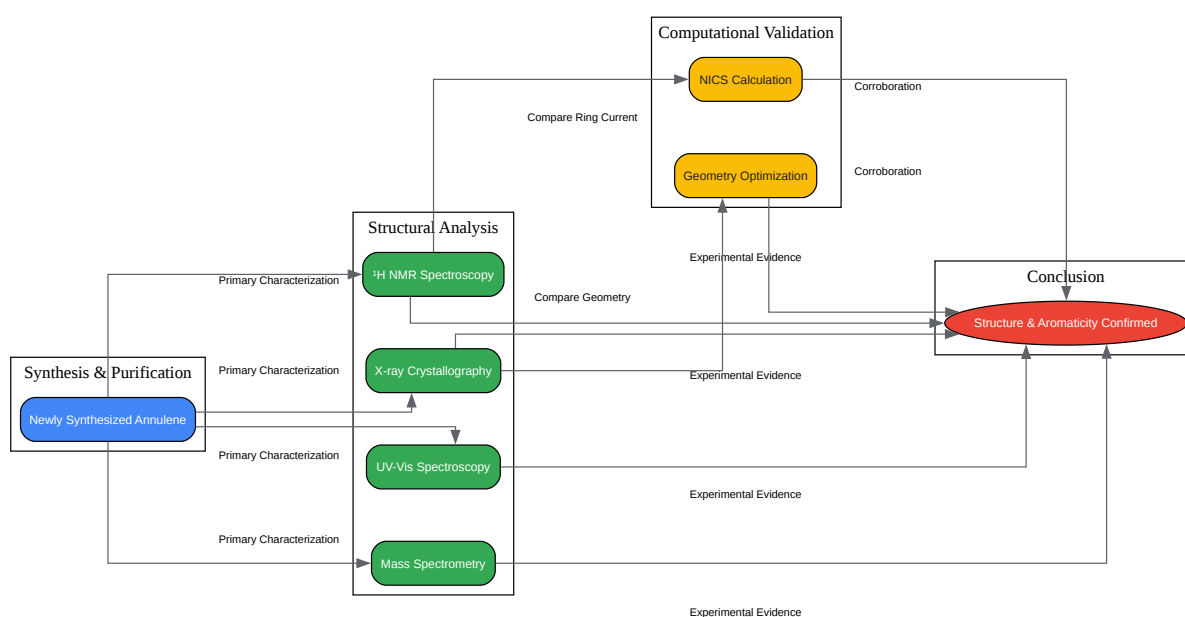 Computational Validation
NICS Calculation
Corroboration
Compare Ring Current
Geometry Optimization
Corroboration
Structural Analysis
Experimental Evidence
¹H NMR Spectroscopy
Primary Characterization
Conclusion
Compare Geometry
Structure & Aromaticity Confirmed
Synthesis & Purification
Primary Characterization
X-ray Crystallography
Experimental Evidence
Newly Synthesized Annulene
Primary Characterization
UV-Vis Spectroscopy
Experimental Evidence
Primary Characterization
Mass Spectrometry
Experimental Evidence